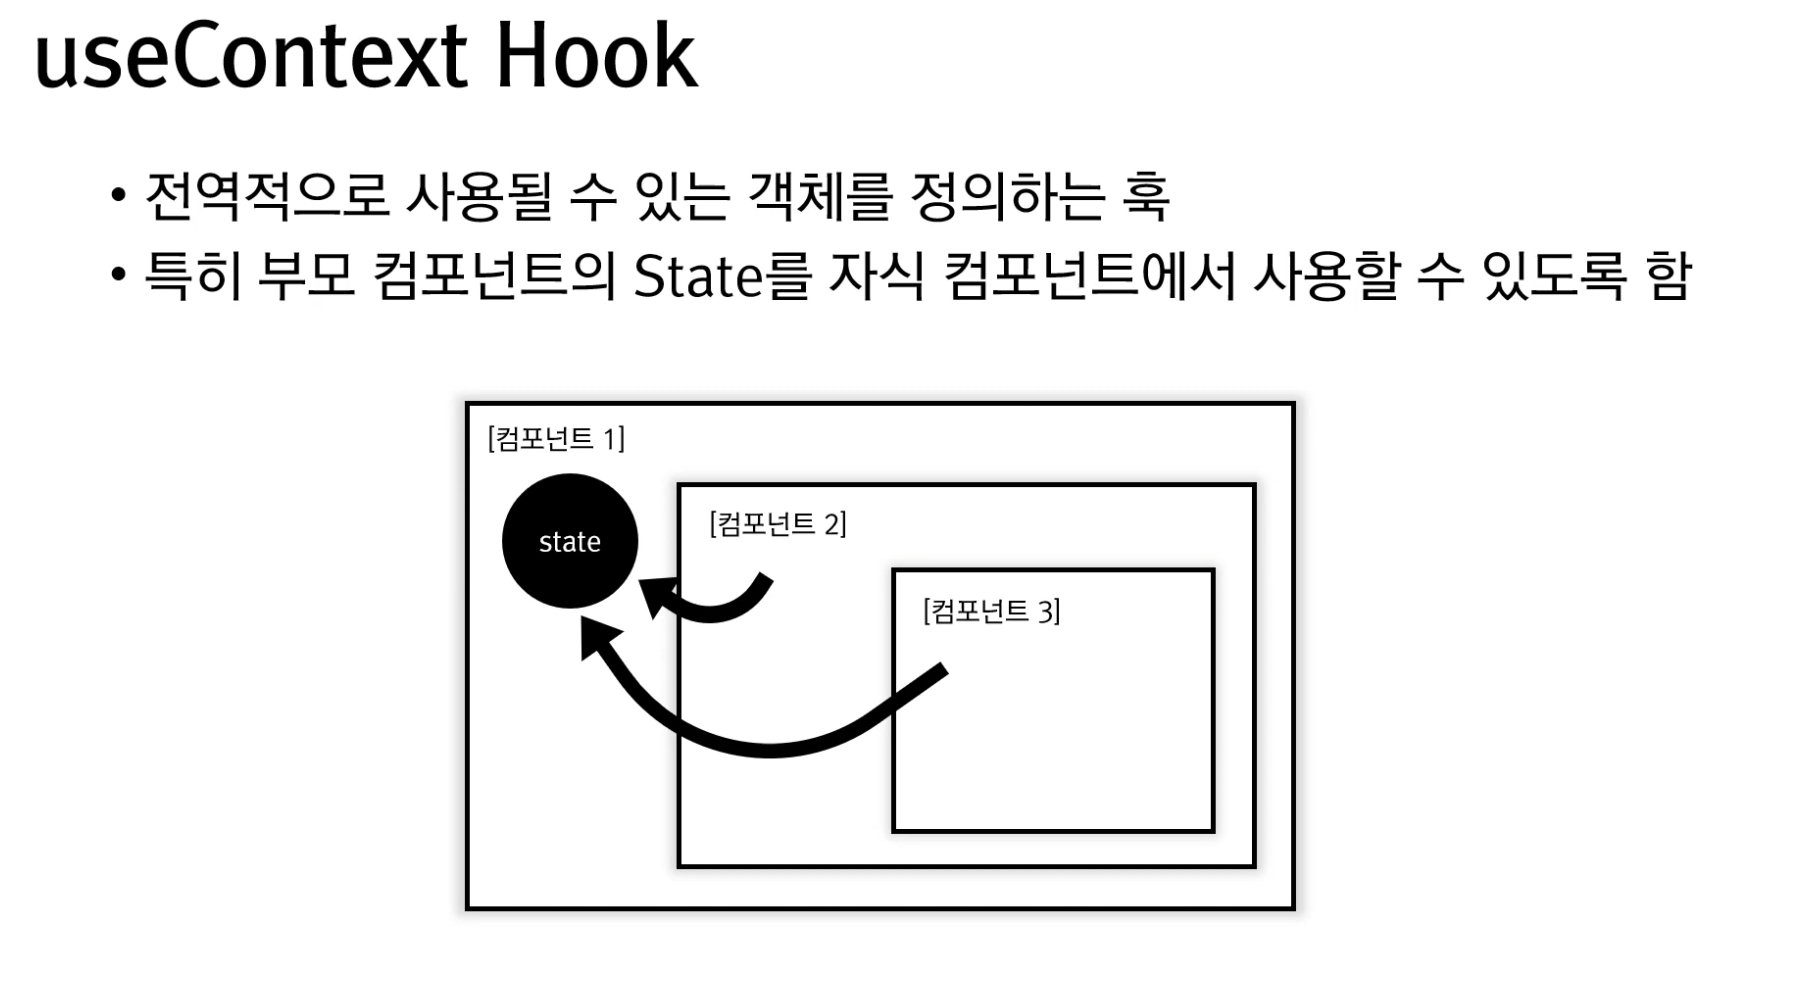 useContext Hook
• 전역적으로 사용될 수 있는 객체를 정의하는 훅
• 특히 부모 컴포넌트의 State를 자식 컴포넌트에서 사용할 수 있도록 함
[컴포넌트 1]
state
[컴포넌트 2]
[컴포넌트 3]